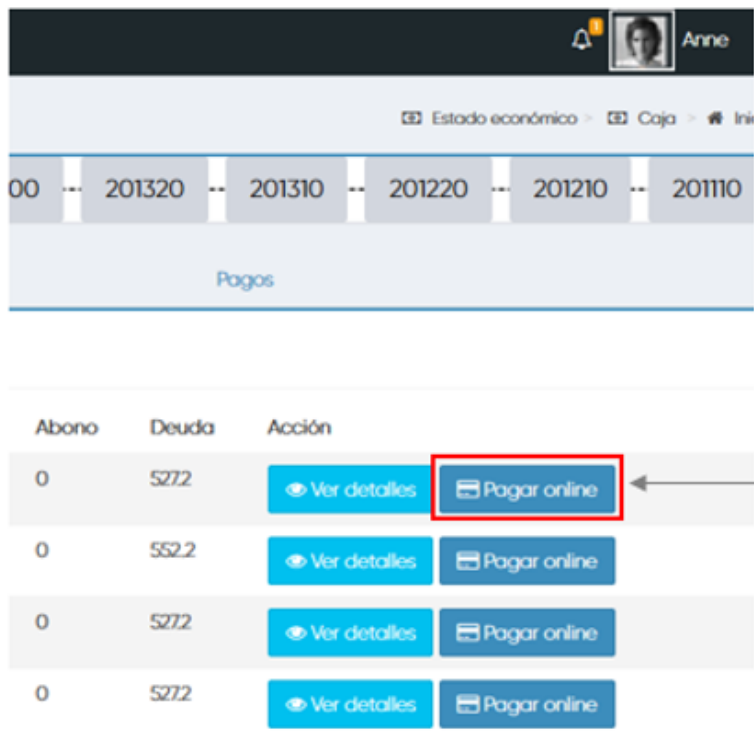 1
Anne
Estado económico > Caja > Ini
00 -- 201320 -- 201310 -- 201220 -- 201210 -- 201110
Pagos
Abono Deuda Acción
0 527.2 Ver detalles Pagar online
0 552.2 Ver detalles Pagar online
0 527.2 Ver detalles Pagar online
0 527.2 Ver detalles Pagar online